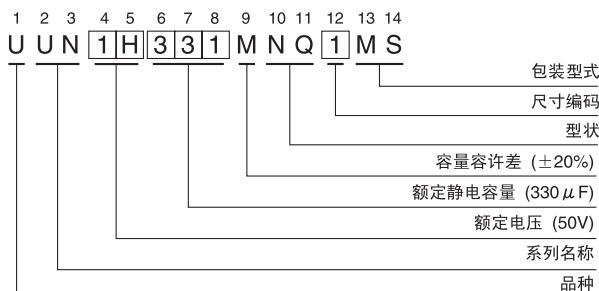 1 2 3 4 5 6 7 8 9 10 11 12 13 14
U U N 1 H 3 3 1 M N Q 1 M S
包装型式
尺寸编码
型状
容量容许差 (±20%)
额定静电容量 (330μF)
额定电压 (50V)
系列名称
品种